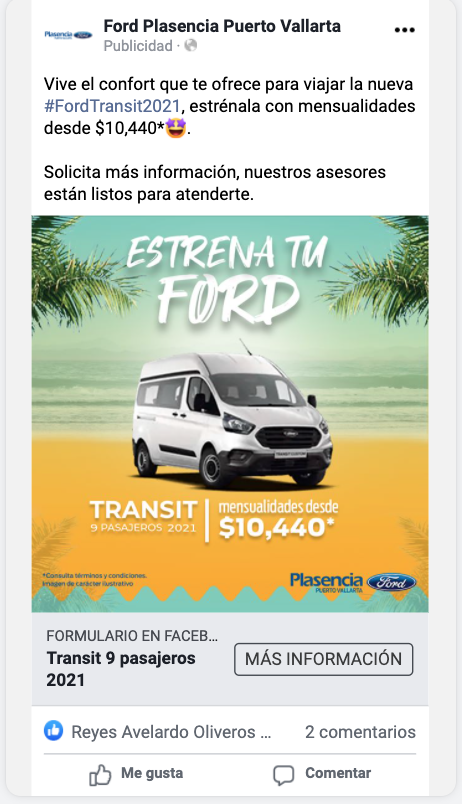 Plasencia Ford
Ford Plasencia Puerto Vallarta
Publicidad ·
Vive el confort que te ofrece para viajar la nueva
#FordTransit2021, estrénala con mensualidades
desde $10,440*🤩.
Solicita más información, nuestros asesores
están listos para atenderte.
ESTRENA TU
FORD
TRANSIT
9 PASAJEROS 2021
mensualidades desde
$10,440*
*Consulta términos y condiciones.
Imagen de carácter ilustrativo
Plasencia Ford
PUERTO VALLARTA
FORMULARIO EN FACEB...
Transit 9 pasajeros
2021
MÁS INFORMACIÓN
Reyes Avelardo Oliveros ...
2 comentarios
Me gusta
Comentar